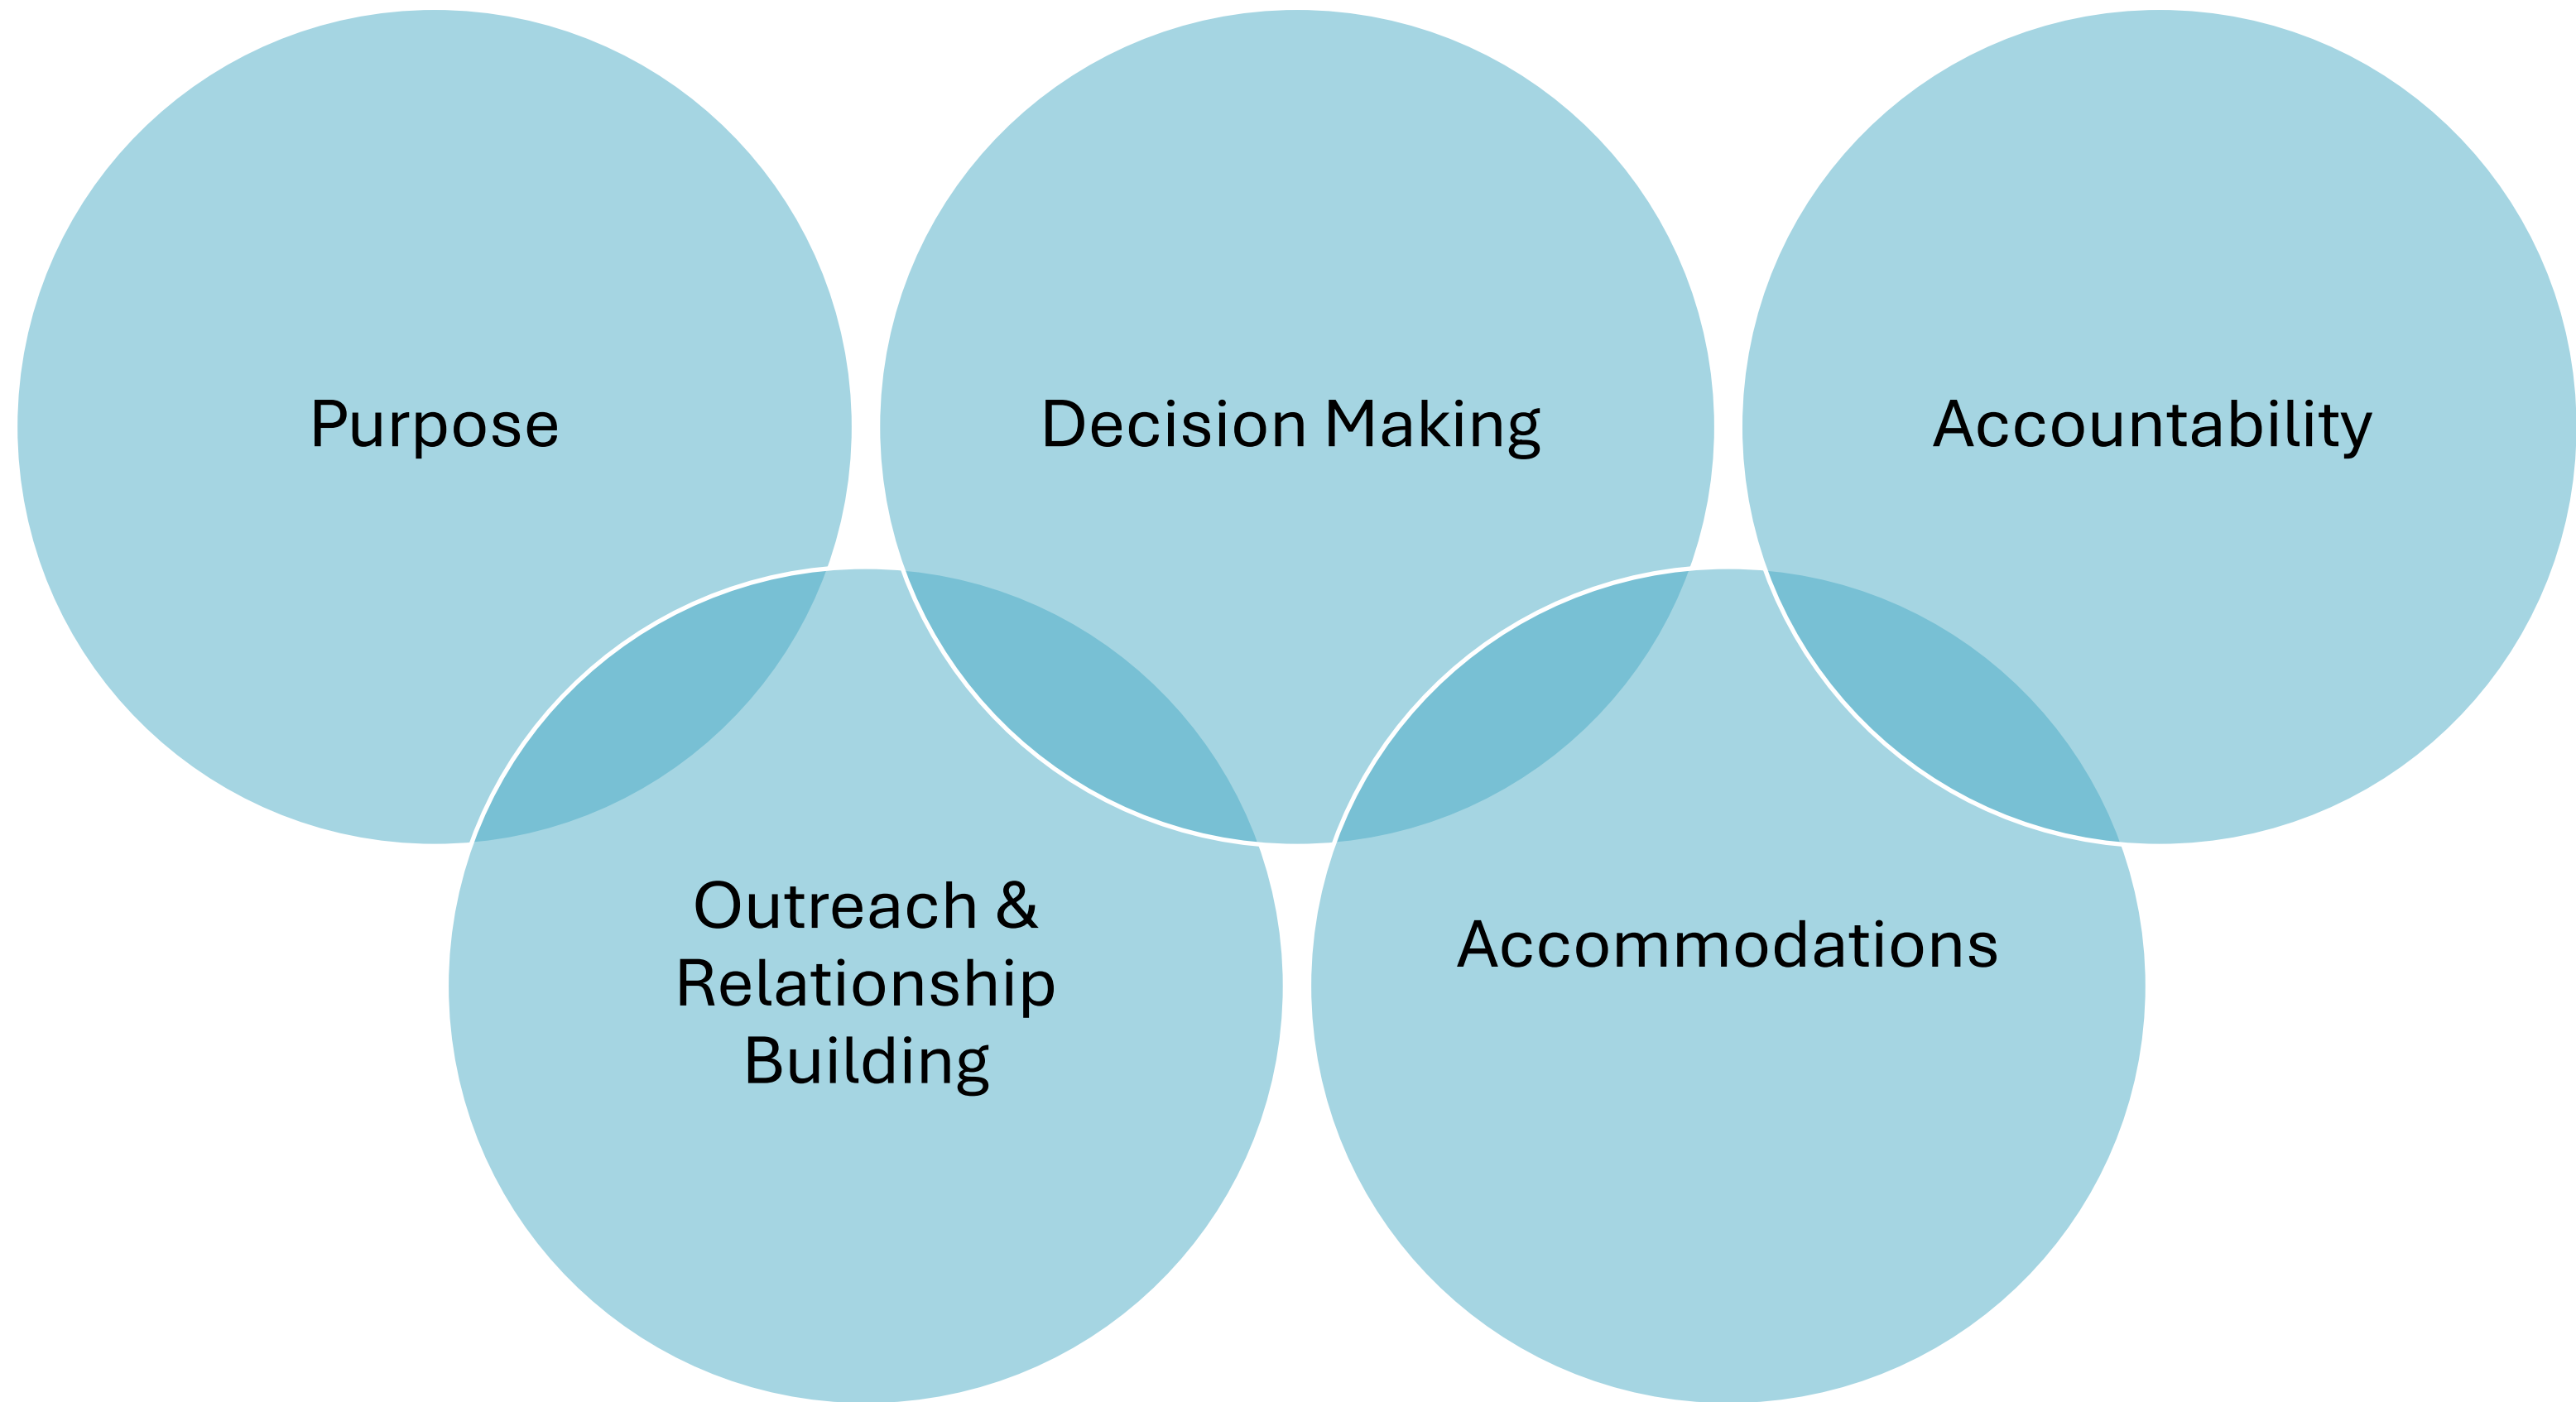 Purpose
Decision Making
Accountability
Outreach &
Relationship
Building
Accommodations